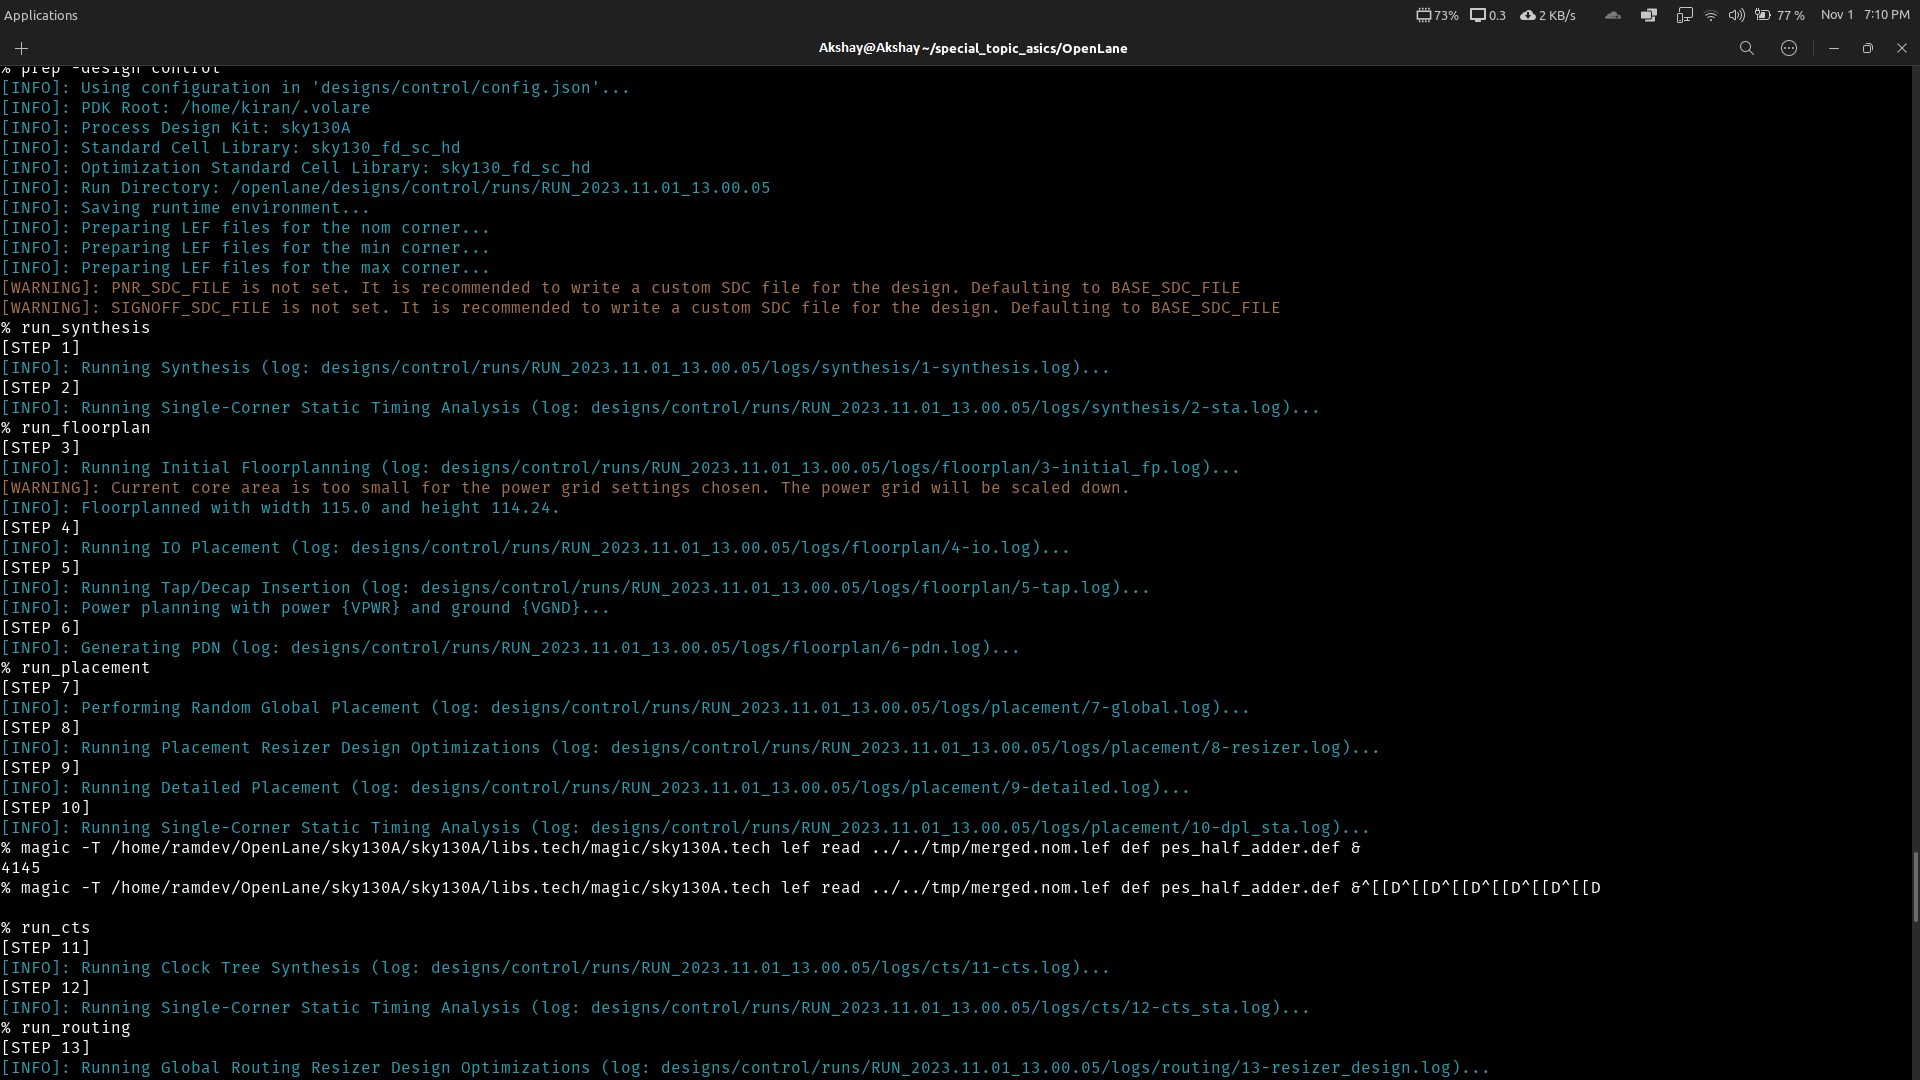 Applications
73% 0.3 2 KB/s 77 % Nov 1 7:10 PM
Akshay@Akshay~/special_topic_asics/OpenLane
% prep -design control
[INFO]: Using configuration in 'designs/control/config.json'...
[INFO]: PDK Root: /home/kiran/.volare
[INFO]: Process Design Kit: sky130A
[INFO]: Standard Cell Library: sky130_fd_sc_hd
[INFO]: Optimization Standard Cell Library: sky130_fd_sc_hd
[INFO]: Run Directory: /openlane/designs/control/runs/RUN_2023.11.01_13.00.05
[INFO]: Saving runtime environment...
[INFO]: Preparing LEF files for the nom corner...
[INFO]: Preparing LEF files for the min corner...
[INFO]: Preparing LEF files for the max corner...
[WARNING]: PNR_SDC_FILE is not set. It is recommended to write a custom SDC file for the design. Defaulting to BASE_SDC_FILE
[WARNING]: SIGNOFF_SDC_FILE is not set. It is recommended to write a custom SDC file for the design. Defaulting to BASE_SDC_FILE
% run_synthesis
[STEP 1]
[INFO]: Running Synthesis (log: designs/control/runs/RUN_2023.11.01_13.00.05/logs/synthesis/1-synthesis.log)...
[STEP 2]
[INFO]: Running Single-Corner Static Timing Analysis (log: designs/control/runs/RUN_2023.11.01_13.00.05/logs/synthesis/2-sta.log)...
% run_floorplan
[STEP 3]
[INFO]: Running Initial Floorplanning (log: designs/control/runs/RUN_2023.11.01_13.00.05/logs/floorplan/3-initial_fp.log)...
[WARNING]: Current core area is too small for the power grid settings chosen. The power grid will be scaled down.
[INFO]: Floorplanned with width 115.0 and height 114.24.
[STEP 4]
[INFO]: Running IO Placement (log: designs/control/runs/RUN_2023.11.01_13.00.05/logs/floorplan/4-io.log)...
[STEP 5]
[INFO]: Running Tap/Decap Insertion (log: designs/control/runs/RUN_2023.11.01_13.00.05/logs/floorplan/5-tap.log)...
[INFO]: Power planning with power {VPWR} and ground {VGND}...
[STEP 6]
[INFO]: Generating PDN (log: designs/control/runs/RUN_2023.11.01_13.00.05/logs/floorplan/6-pdn.log)...
% run_placement
[STEP 7]
[INFO]: Performing Random Global Placement (log: designs/control/runs/RUN_2023.11.01_13.00.05/logs/placement/7-global.log)...
[STEP 8]
[INFO]: Running Placement Resizer Design Optimizations (log: designs/control/runs/RUN_2023.11.01_13.00.05/logs/placement/8-resizer.log)...
[STEP 9]
[INFO]: Running Detailed Placement (log: designs/control/runs/RUN_2023.11.01_13.00.05/logs/placement/9-detailed.log)...
[STEP 10]
[INFO]: Running Single-Corner Static Timing Analysis (log: designs/control/runs/RUN_2023.11.01_13.00.05/logs/placement/10-dpl_sta.log)...
% magic -T /home/ramdev/OpenLane/sky130A/sky130A/libs.tech/magic/sky130A.tech lef read ../../tmp/merged.nom.lef def pes_half_adder.def &
4145
% magic -T /home/ramdev/OpenLane/sky130A/sky130A/libs.tech/magic/sky130A.tech lef read ../../tmp/merged.nom.lef def pes_half_adder.def &^[[D^[[D^[[D^[[D^[[D^[[D
% run_cts
[STEP 11]
[INFO]: Running Clock Tree Synthesis (log: designs/control/runs/RUN_2023.11.01_13.00.05/logs/cts/11-cts.log)...
[STEP 12]
[INFO]: Running Single-Corner Static Timing Analysis (log: designs/control/runs/RUN_2023.11.01_13.00.05/logs/cts/12-cts_sta.log)...
% run_routing
[STEP 13]
[INFO]: Running Global Routing Resizer Design Optimizations (log: designs/control/runs/RUN_2023.11.01_13.00.05/logs/routing/13-resizer_design.log)...